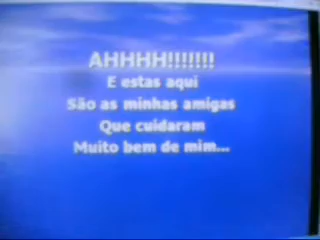 AHHHH!!!!!!!
E estas aqui
São as minhas amigas
Que cuidaram
Muito bem de mim...